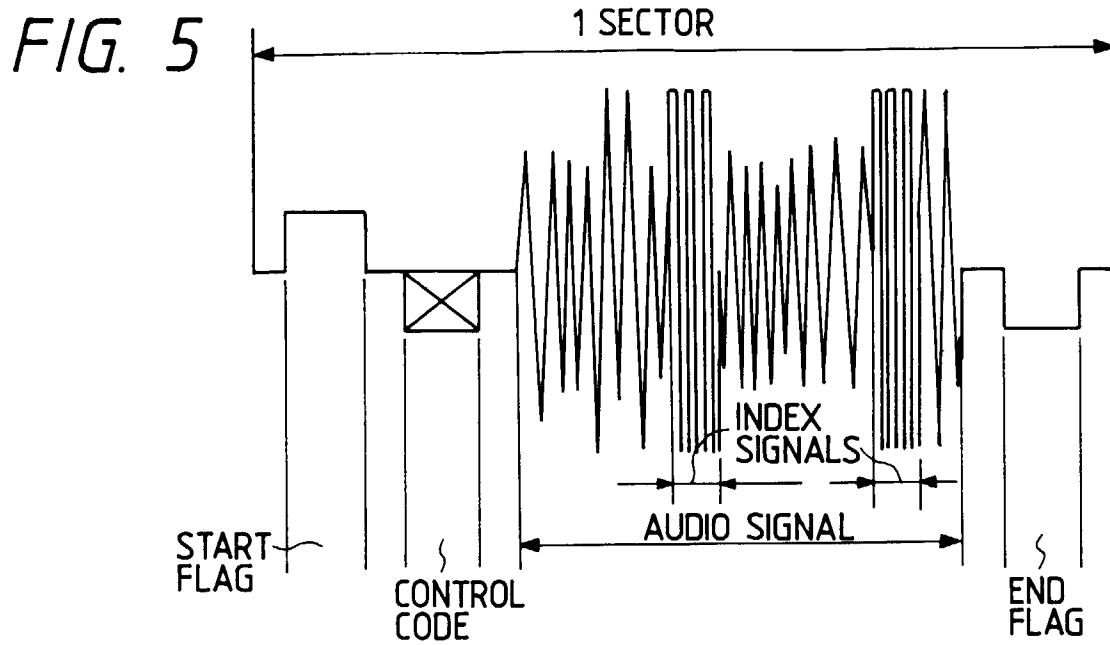 FIG. 5
1 SECTOR
INDEX
SIGNALS
AUDIO SIGNAL
START
FLAG
CONTROL
CODE
END
FLAG